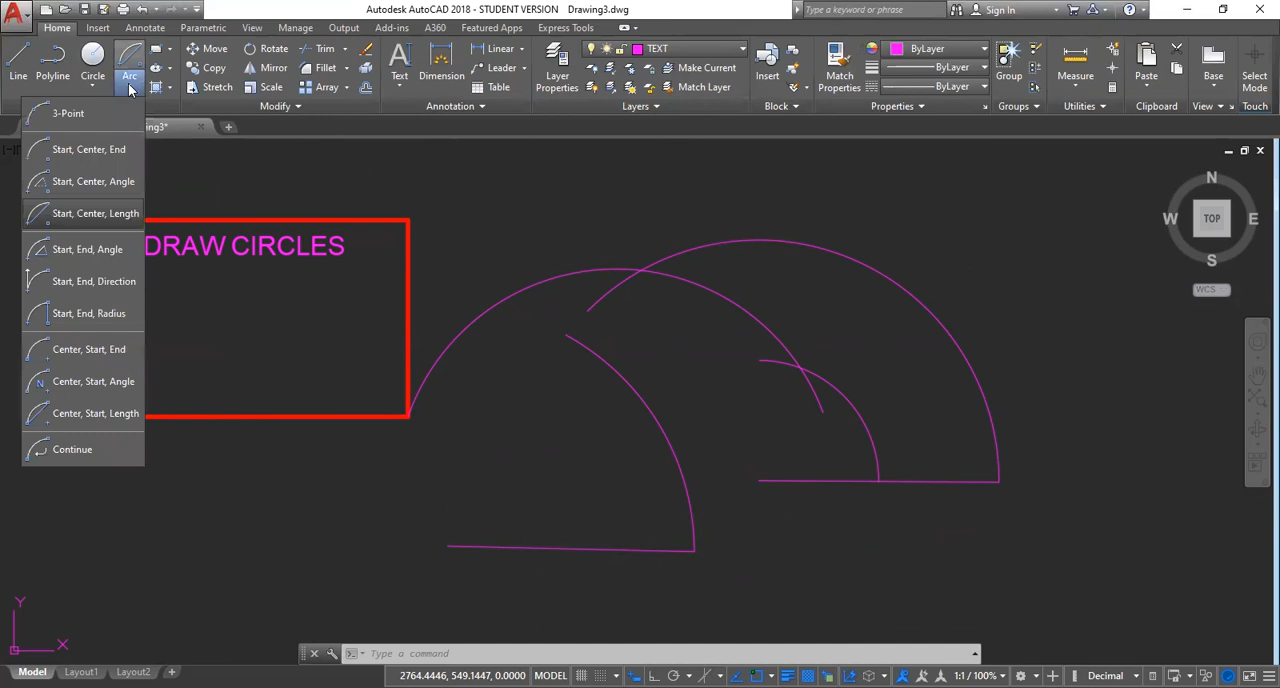 Autodesk AutoCAD 2018 - STUDENT VERSION Drawing3.dwg
Type a keyword or phrase
Sign In
Home Insert Annotate Parametric View Manage Output Add-ins A360 Featured Apps Express Tools
Line Polyline Circle Arc
Move Rotate Trim
Copy Mirror Fillet
Stretch Scale Array
Modify
Text Dimension
Linear
Leader
Table
Annotation
Layer Properties
TEXT
Make Current
Match Layer
Layers
Insert
Block
Match Properties
ByLayer
ByLayer
ByLayer
Properties
Group
Groups
Measure
Utilities
Paste
Clipboard
Base
View
Select Mode
Touch
ing3*
3-Point
Start, Center, End
Start, Center, Angle
Start, Center, Length
Start, End, Angle
Start, End, Direction
Start, End, Radius
Center, Start, End
Center, Start, Angle
Center, Start, Length
Continue
DRAW CIRCLES
N
W TOP E
S
WCS
Y
X
Type a command
Model Layout1 Layout2
2764.4446, 549.1447, 0.0000 MODEL
1:1 / 100%
Decimal